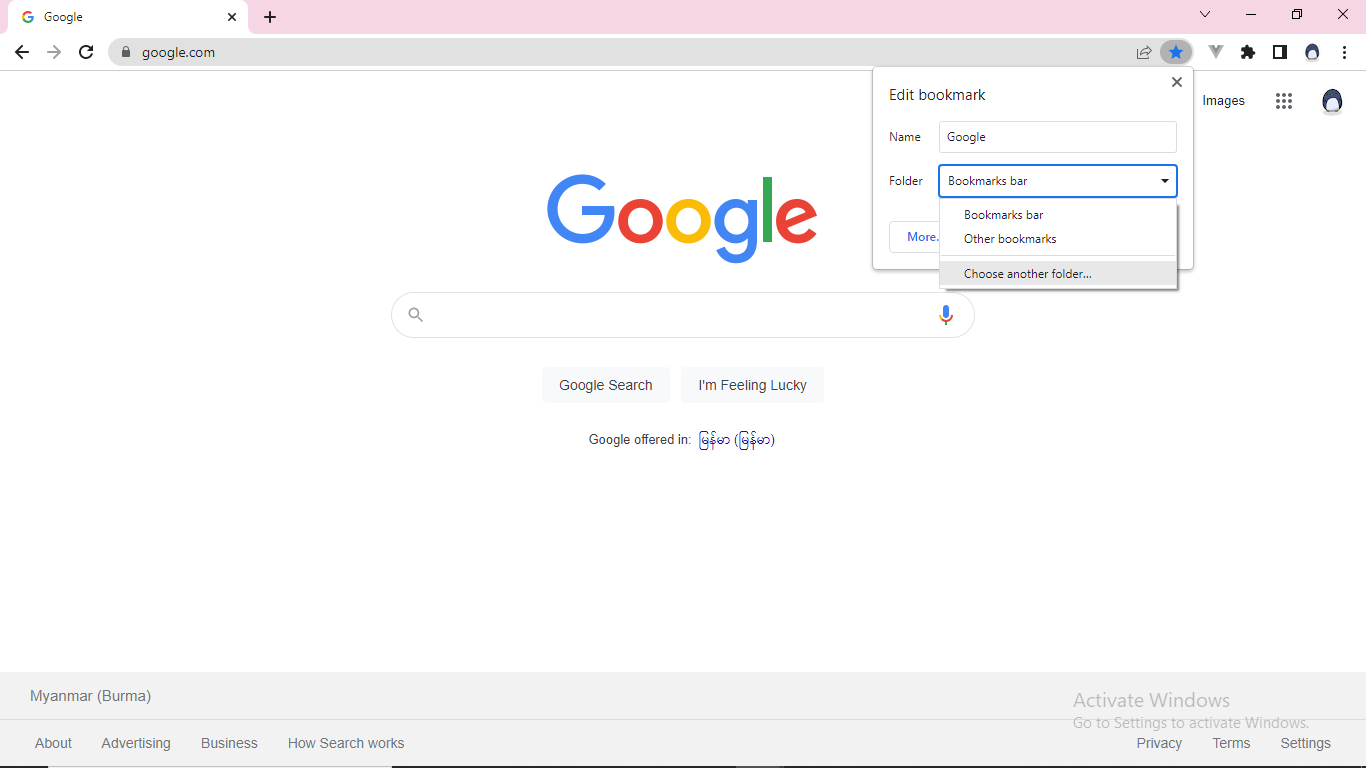 Google
google.com
Edit bookmark
Images
Name Google
Folder Bookmarks bar
Bookmarks bar
More. Other bookmarks
Choose another folder...
Google
Google Search I'm Feeling Lucky
Google offered in: မြန်မာ (မြန်မာ)
Myanmar (Burma)
Activate Windows
Go to Settings to activate Windows.
About Advertising Business How Search works Privacy Terms Settings